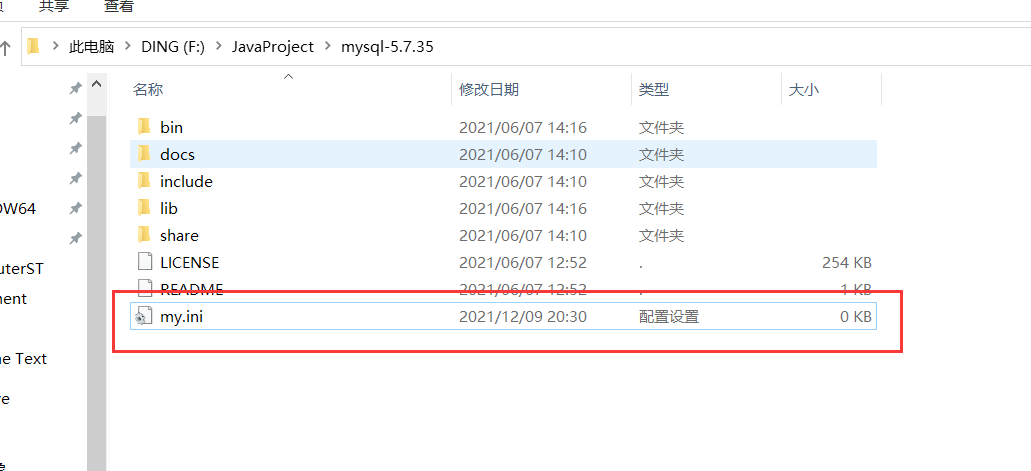 共享 查看
此电脑 DING (F:) JavaProject mysql-5.7.35
名称 修改日期 类型 大小
bin 2021/06/07 14:16 文件夹
docs 2021/06/07 14:10 文件夹
include 2021/06/07 14:10 文件夹
lib 2021/06/07 14:16 文件夹
share 2021/06/07 14:10 文件夹
LICENSE 2021/06/07 12:52 . 254 KB
README 2021/06/07 12:52 . 1 KB
my.ini 2021/12/09 20:30 配置设置 0 KB
OW64
uterST
nent
ne Text
e